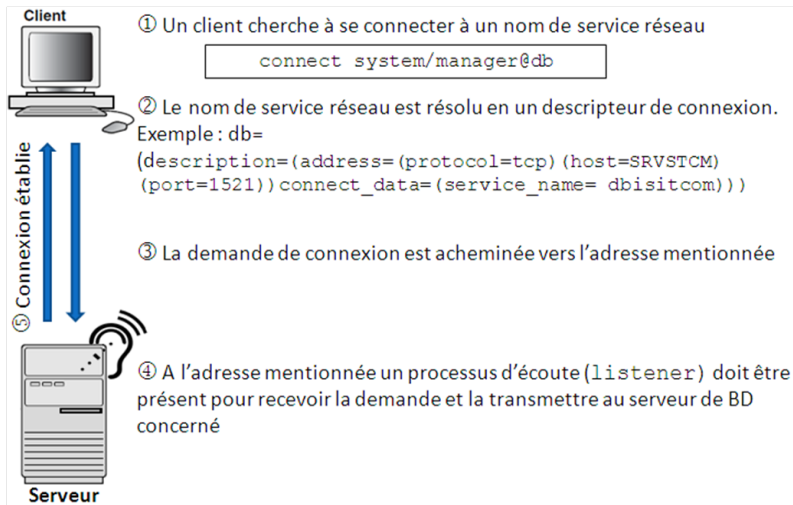 Client
① Un client cherche à se connecter à un nom de service réseau
connect system/manager@db
② Le nom de service réseau est résolu en un descripteur de connexion.
Exemple : db=
(description=(address=(protocol=tcp)(host=SRVSTCM)
(port=1521))connect_data=(service_name= dbisitcom)))
③ La demande de connexion est acheminée vers l’adresse mentionnée
⑤ Connexion établie
④ A l’adresse mentionnée un processus d’écoute (listener) doit être
présent pour recevoir la demande et la transmettre au serveur de BD
concerné
Serveur